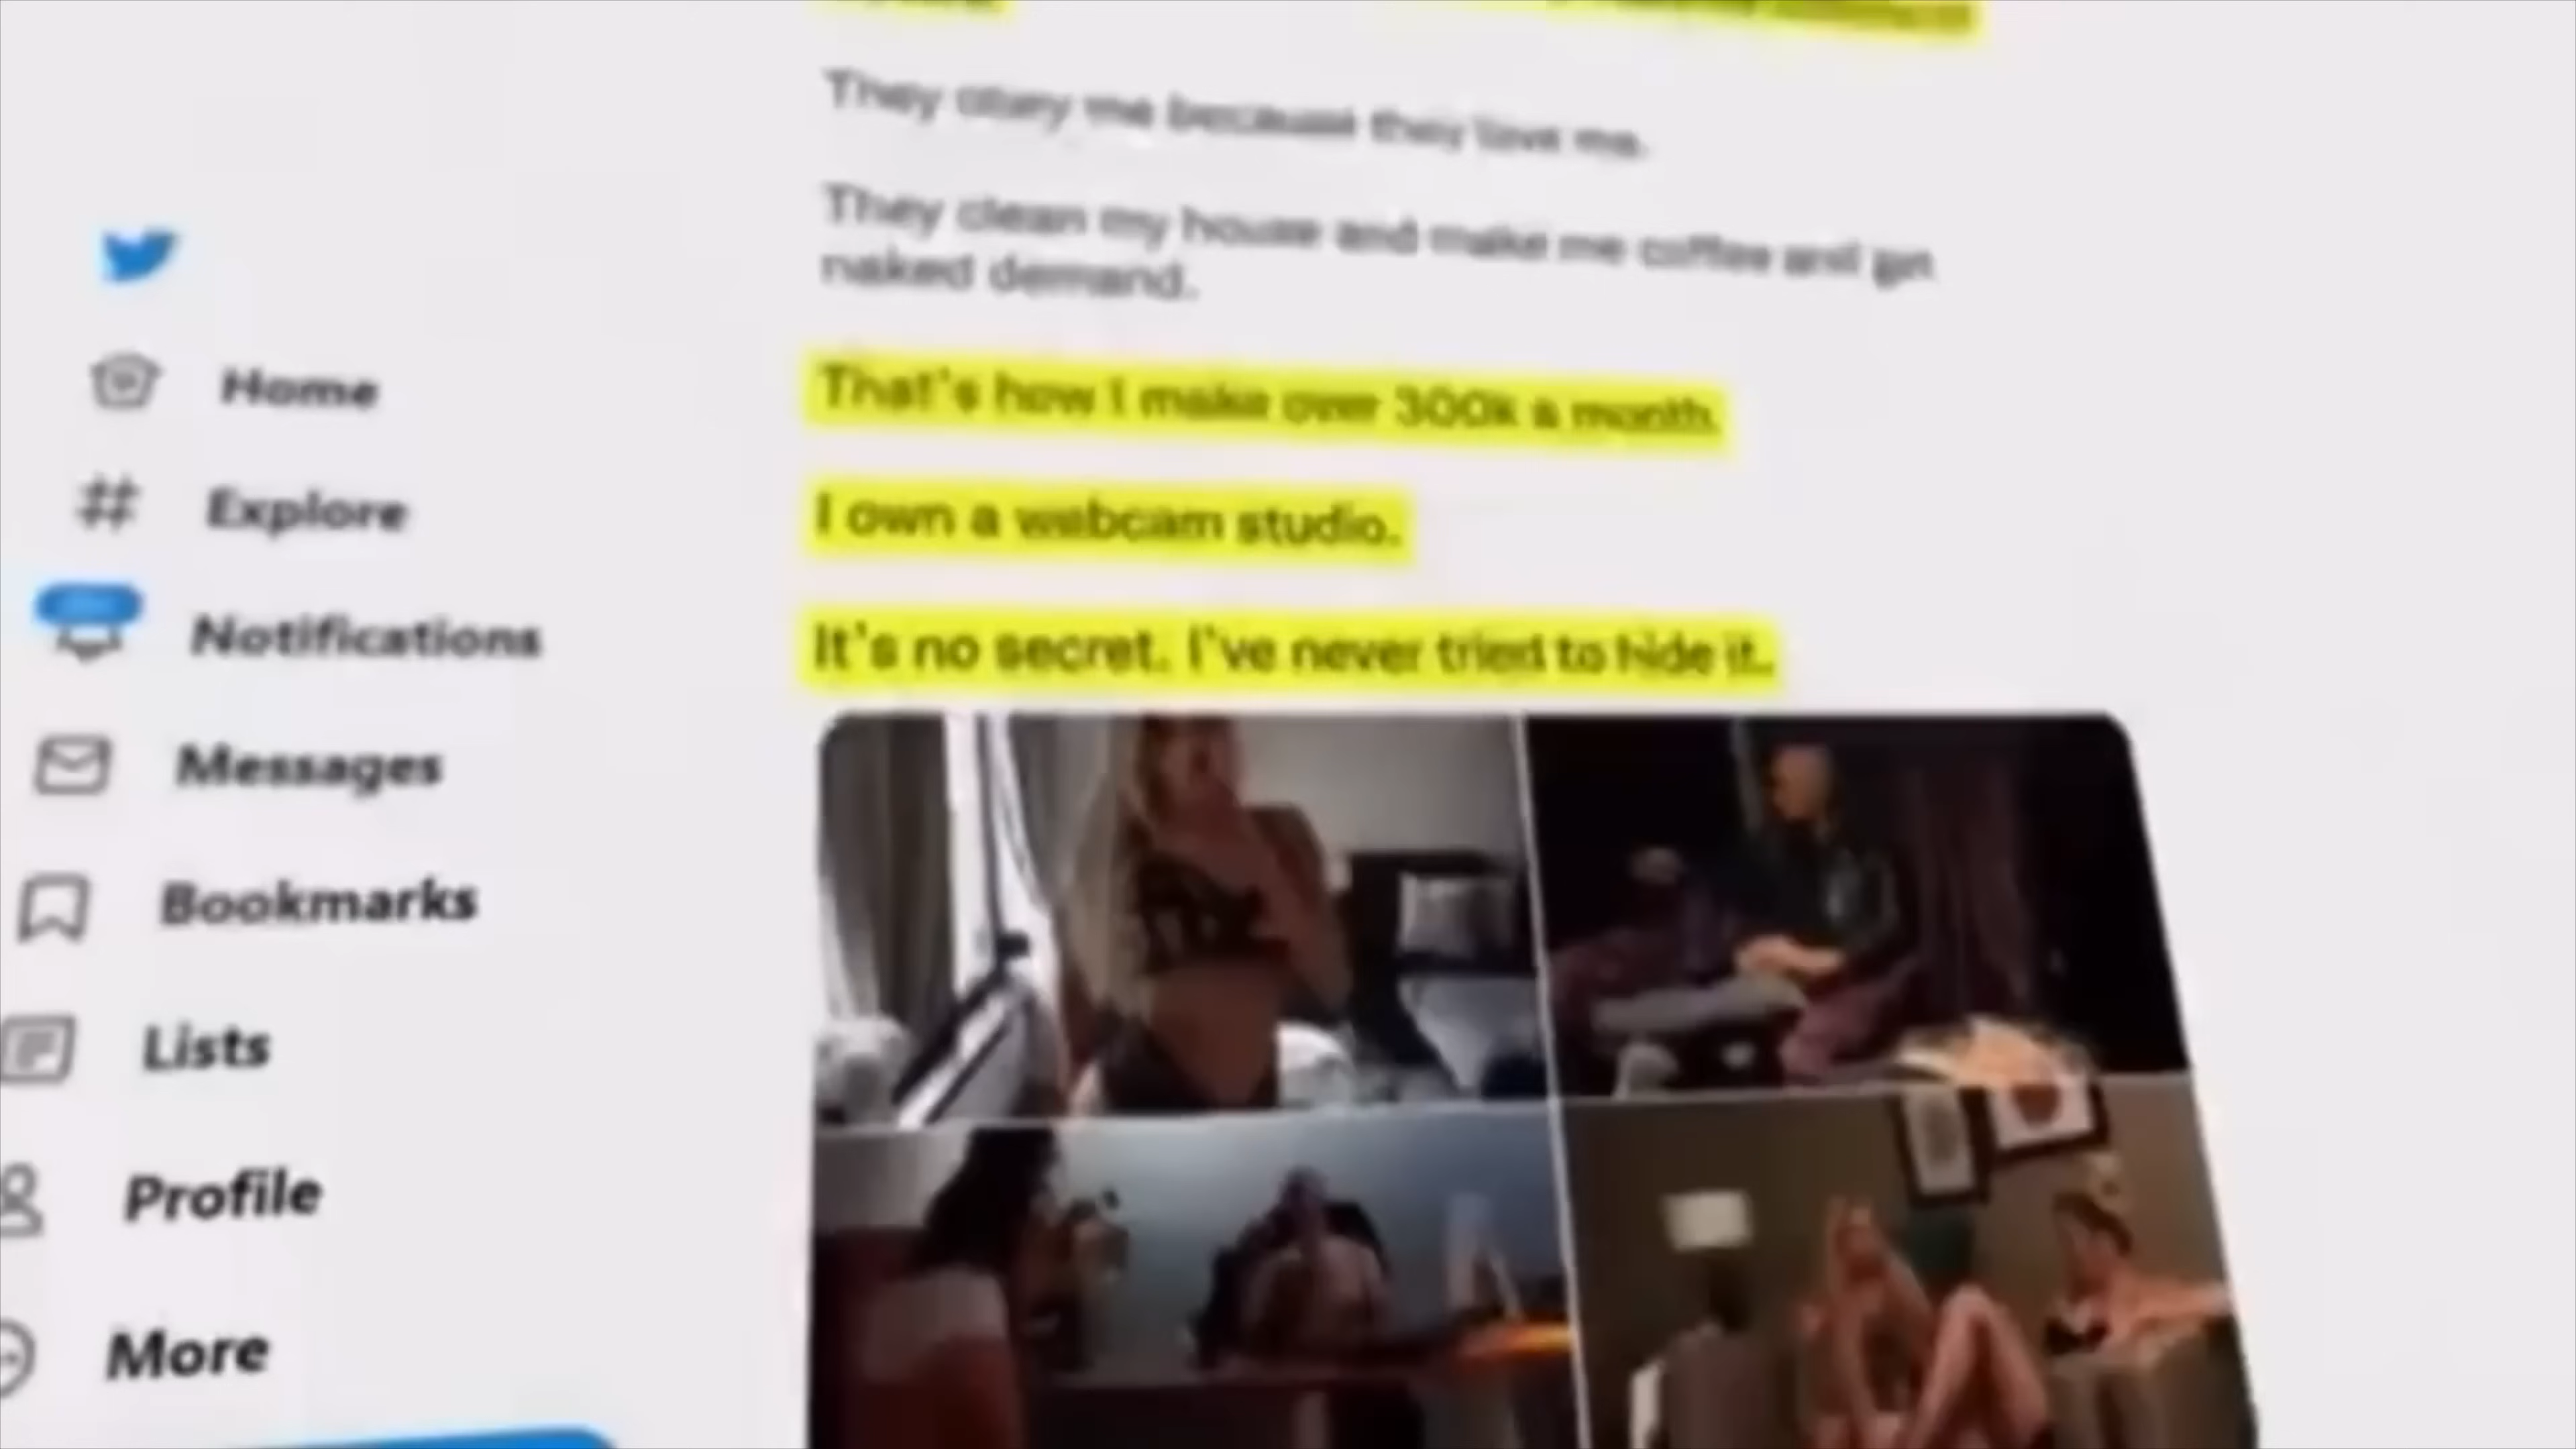 Home
Explore
Notifications
Messages
Bookmarks
Lists
Profile
More
They obey me because they love me.
They clean my house and make me coffee and get
naked demand.
That's how I make over 300k a month.
I own a webcam studio.
It's no secret. I've never tried to hide it.